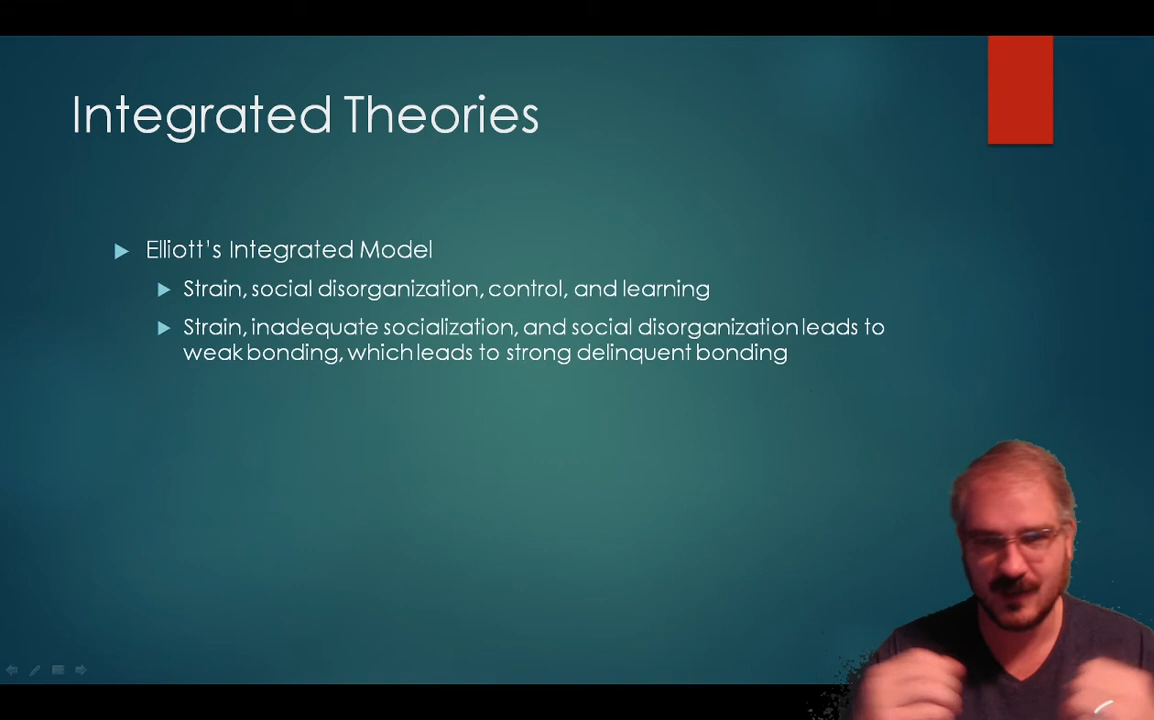 Integrated Theories
Elliott's Integrated Model
Strain, social disorganization, control, and learning
Strain, inadequate socialization, and social disorganization leads to
weak bonding, which leads to strong delinquent bonding